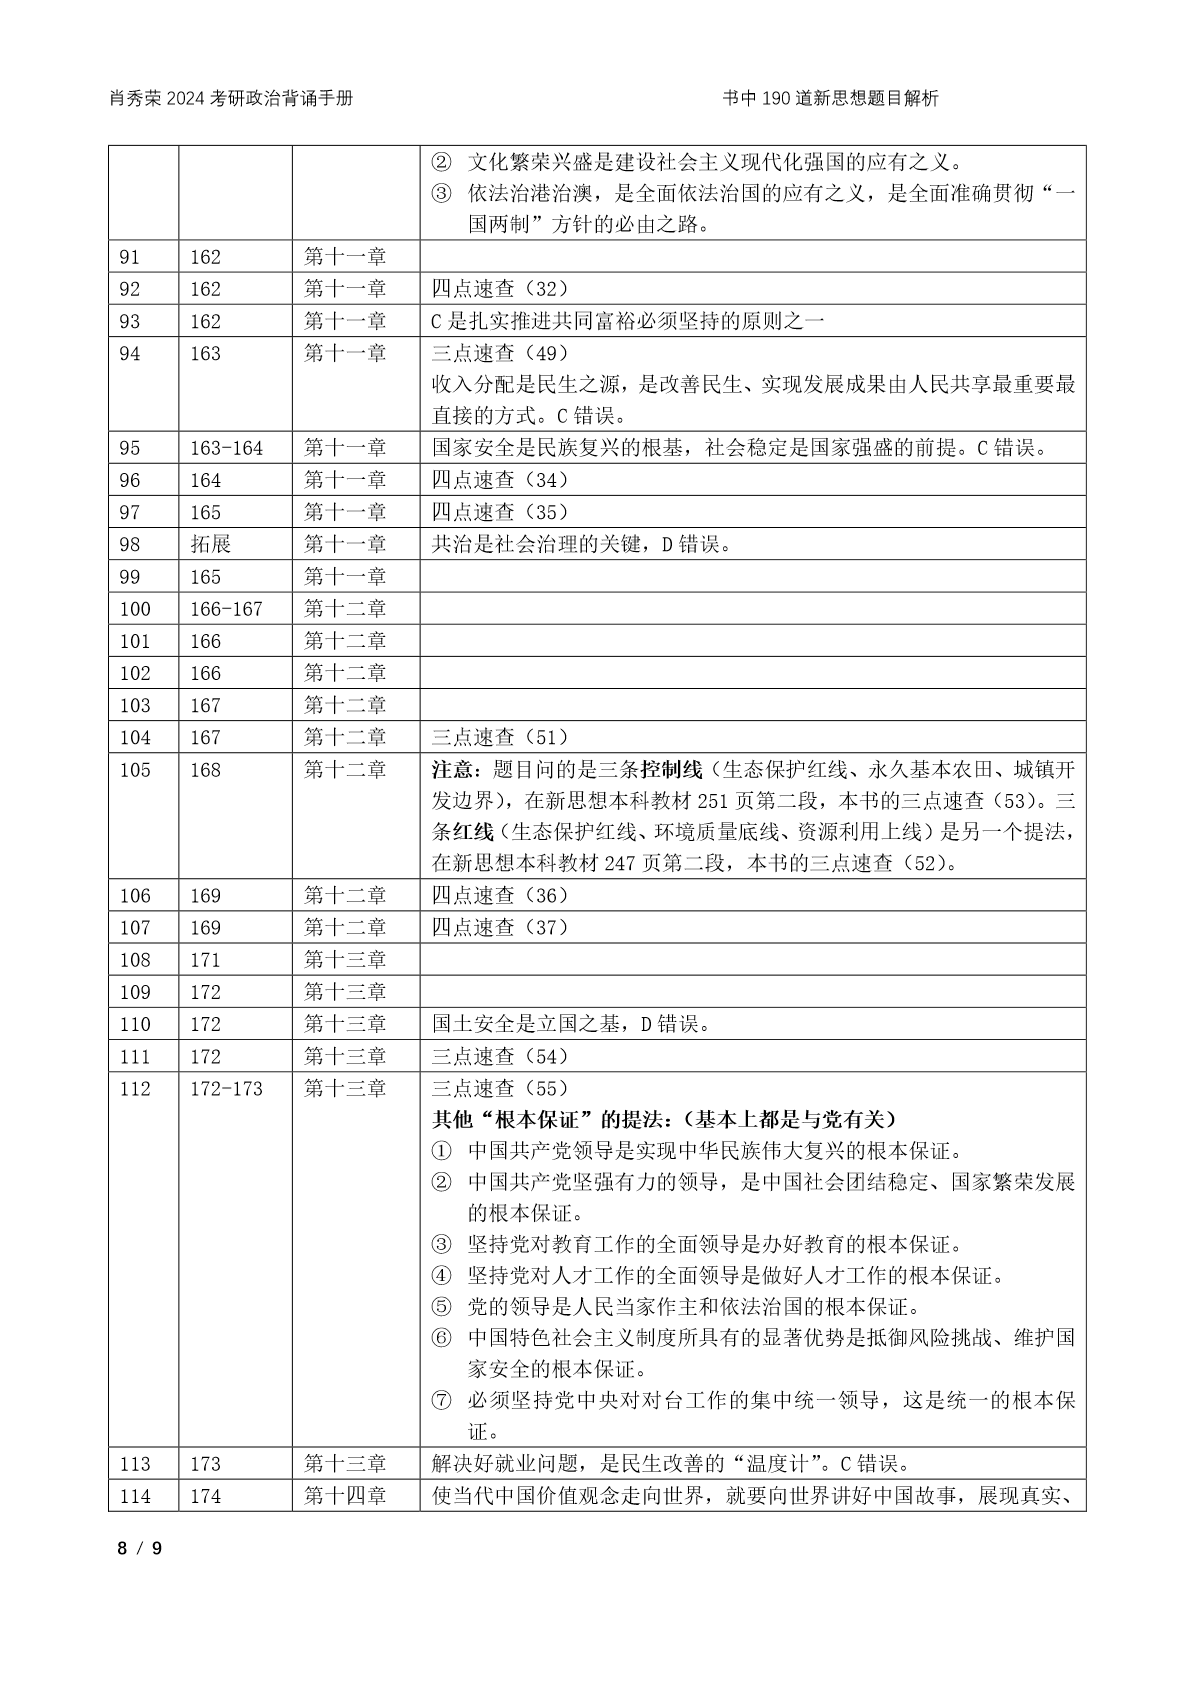 肖秀荣 2024 考研政治背诵手册 书中 190 道新思想题目解析
② 文化繁荣兴盛是建设社会主义现代化强国的应有之义。
③ 依法治港治澳，是全面依法治国的应有之义，是全面准确贯彻“一
国两制”方针的必由之路。
91 162 第十一章
92 162 第十一章 四点速查（32）
93 162 第十一章 C 是扎实推进共同富裕必须坚持的原则之一
94 163 第十一章 三点速查（49）
收入分配是民生之源，是改善民生、实现发展成果由人民共享最重要最
直接的方式。C 错误。
95 163-164 第十一章 国家安全是民族复兴的根基，社会稳定是国家强盛的前提。C 错误。
96 164 第十一章 四点速查（34）
97 165 第十一章 四点速查（35）
98 拓展 第十一章 共治是社会治理的关键，D 错误。
99 165 第十一章
100 166-167 第十二章
101 166 第十二章
102 166 第十二章
103 167 第十二章
104 167 第十二章 三点速查（51）
105 168 第十二章 注意：题目问的是三条控制线（生态保护红线、永久基本农田、城镇开
发边界），在新思想本科教材 251 页第二段，本书的三点速查（53）。三
条红线（生态保护红线、环境质量底线、资源利用上线）是另一个提法，
在新思想本科教材 247 页第二段，本书的三点速查（52）。
106 169 第十二章 四点速查（36）
107 169 第十二章 四点速查（37）
108 171 第十三章
109 172 第十三章
110 172 第十三章 国土安全是立国之基，D 错误。
111 172 第十三章 三点速查（54）
112 172-173 第十三章 三点速查（55）
其他“根本保证”的提法：（基本上都是与党有关）
① 中国共产党领导是实现中华民族伟大复兴的根本保证。
② 中国共产党坚强有力的领导，是中国社会团结稳定、国家繁荣发展
的根本保证。
③ 坚持党对教育工作的全面领导是办好教育的根本保证。
④ 坚持党对人才工作的全面领导是做好人才工作的根本保证。
⑤ 党的领导是人民当家作主和依法治国的根本保证。
⑥ 中国特色社会主义制度所具有的显著优势是抵御风险挑战、维护国
家安全的根本保证。
⑦ 必须坚持党中央对对台工作的集中统一领导，这是统一的根本保
证。
113 173 第十三章 解决好就业问题，是民生改善的“温度计”。C 错误。
114 174 第十四章 使当代中国价值观念走向世界，就要向世界讲好中国故事，展现真实、
8 / 9